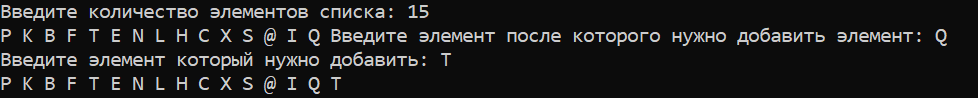 Введите количество элементов списка: 15
P K B F T E N L H C X S @ I Q Введите элемент после которого нужно добавить элемент: Q
Введите элемент который нужно добавить: T
P K B F T E N L H C X S @ I Q T